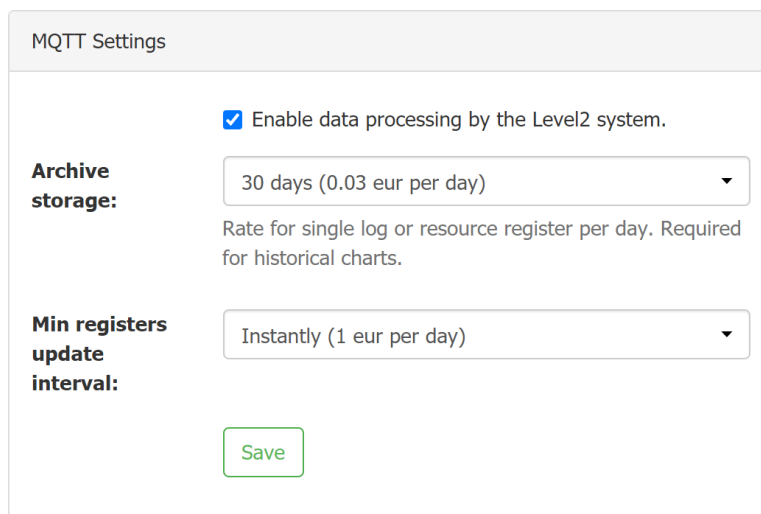 MQTT Settings
Enable data processing by the Level2 system.
Archive
storage:
30 days (0.03 eur per day)
Rate for single log or resource register per day. Required
for historical charts.
Min registers
update
interval:
Instantly (1 eur per day)
Save